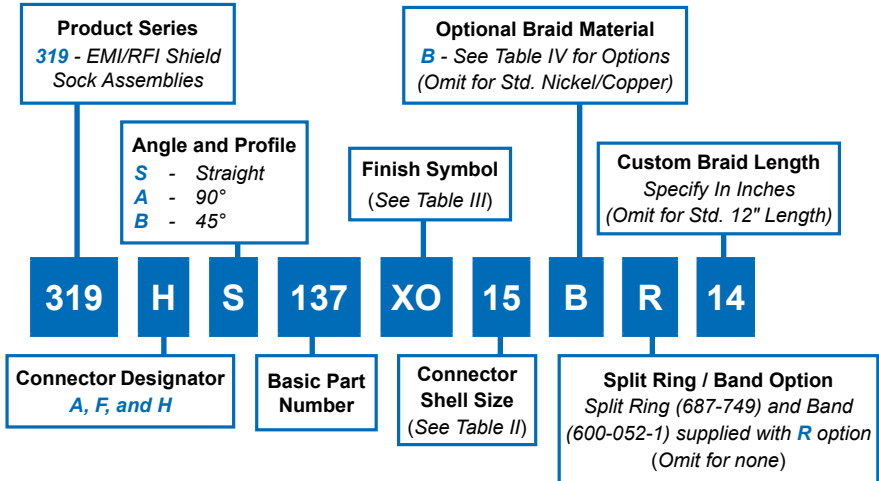 Product Series
319 - EMI/RFI Shield
Sock Assemblies
Optional Braid Material
B - See Table IV for Options
(Omit for Std. Nickel/Copper)
Angle and Profile
S - Straight
A - 90°
B - 45°
Finish Symbol
(See Table III)
Custom Braid Length
Specify In Inches
(Omit for Std. 12" Length)
319 H S 137 XO 15 B R 14
Connector Designator
A, F, and H
Basic Part
Number
Connector
Shell Size
(See Table II)
Split Ring / Band Option
Split Ring (687-749) and Band
(600-052-1) supplied with R option
(Omit for none)